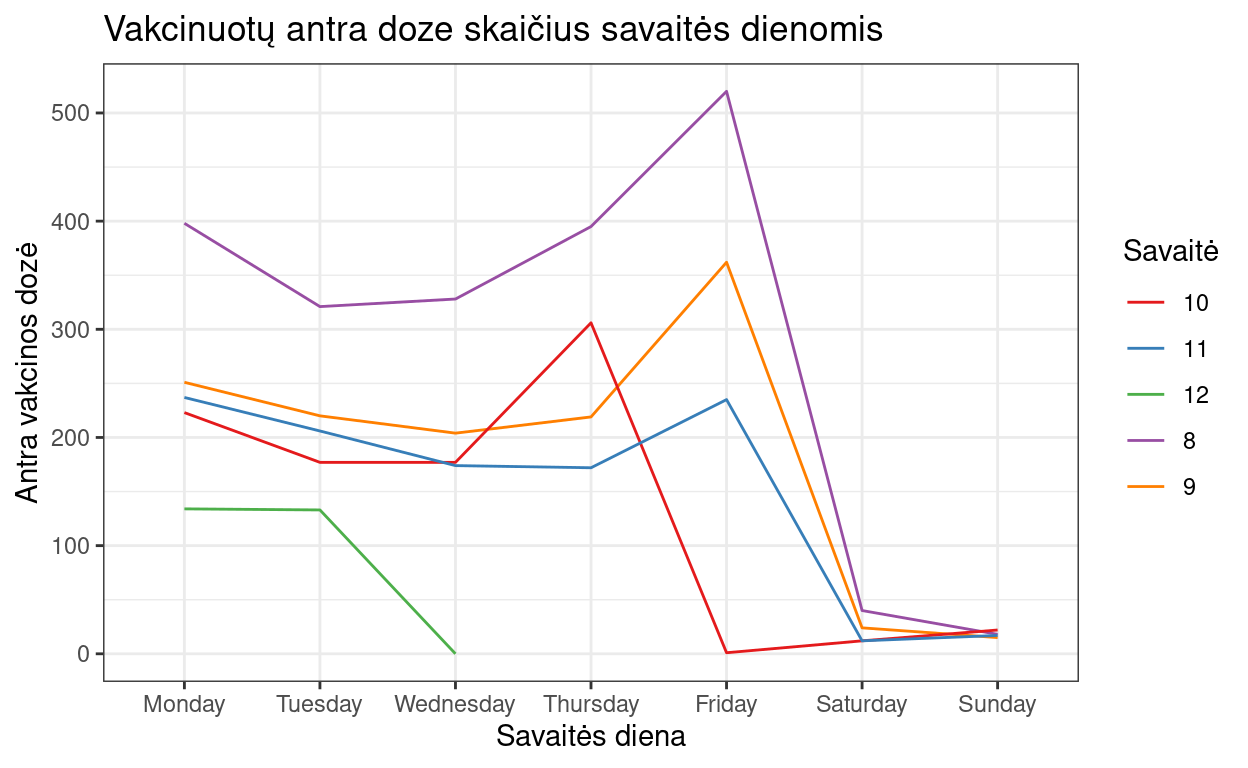 Vakcinuotų antra doze skaičius savaitės dienomis
Antra vakcinos dozė
500
400
300
200
100
0
Monday Tuesday Wednesday Thursday Friday Saturday Sunday
Savaitės diena
Savaitė
10
11
12
8
9